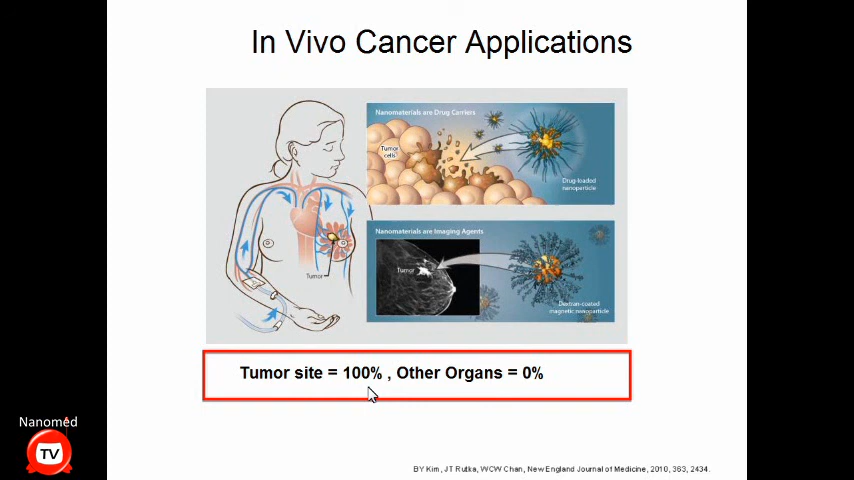 In Vivo Cancer Applications
Nanomaterials are Drug Carriers
Tumor
cells
Drug-loaded
nanoparticle
Nanomaterials are Imaging Agents
Tumor
Tumor
Dextran-coated
magnetic nanoparticle
Tumor site = 100% , Other Organs = 0%
Nanomed
TV
BY Kim, JT Rutka, WCW Chan, New England Journal of Medicine, 2010, 363, 2434.